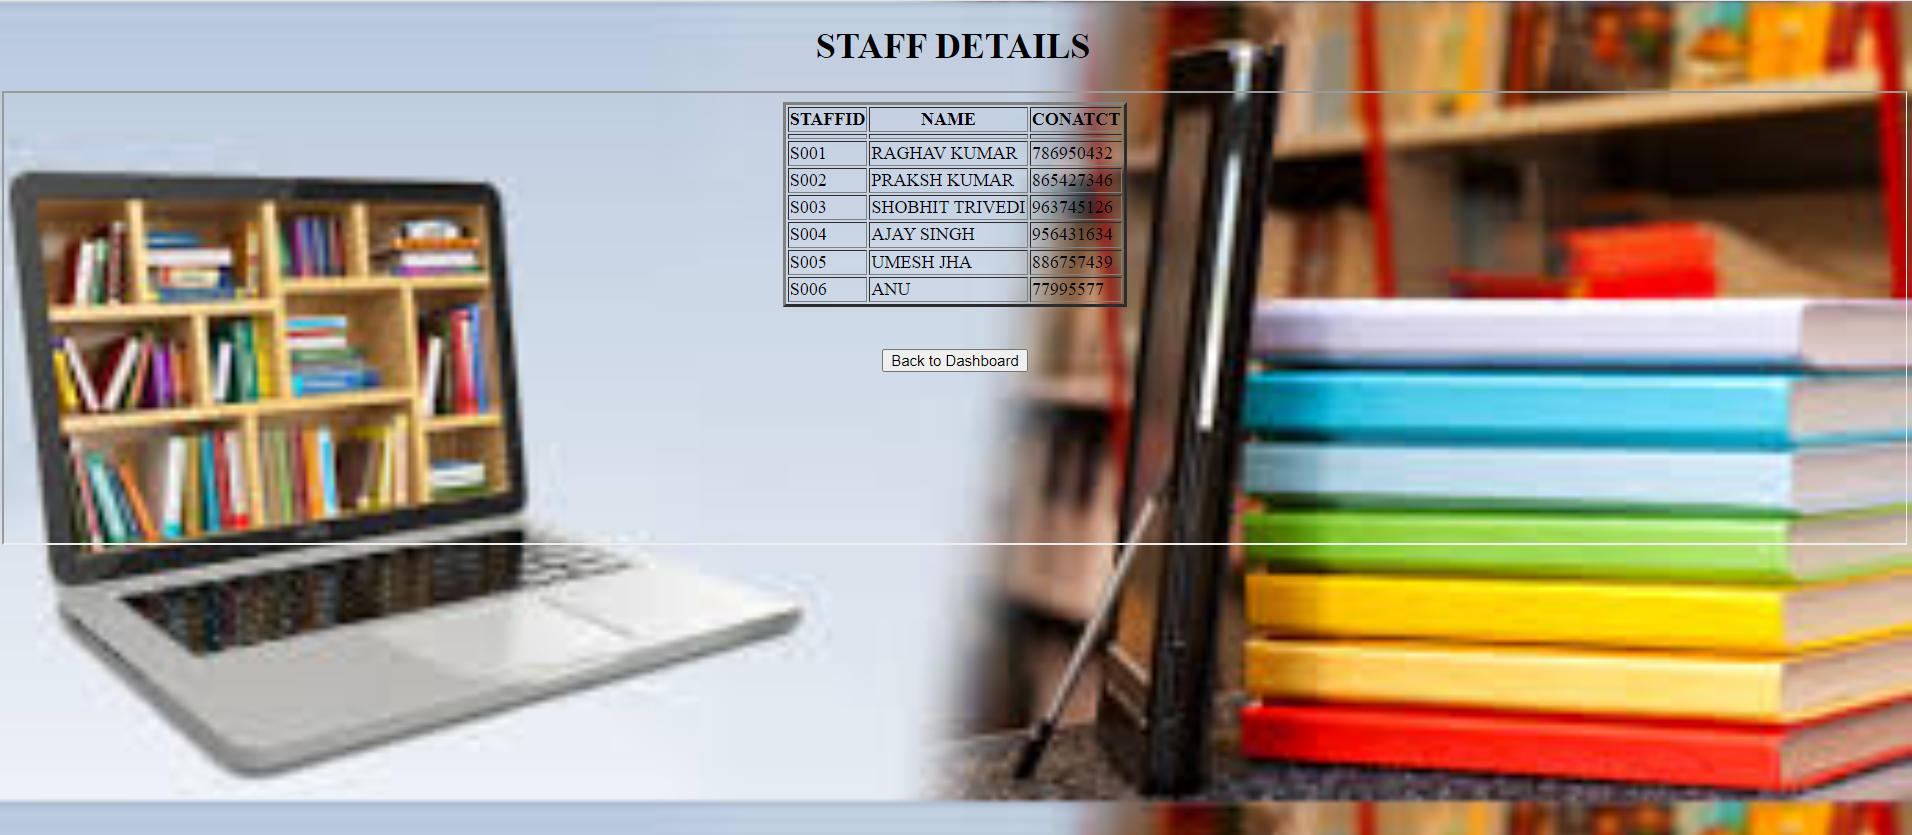 STAFF DETAILS
STAFFID NAME CONATCT
S001 RAGHAV KUMAR 786950432
S002 PRAKSH KUMAR 865427346
S003 SHOBHIT TRIVEDI 963745126
S004 AJAY SINGH 956431634
S005 UMESH JHA 886757439
S006 ANU 77995577
Back to Dashboard